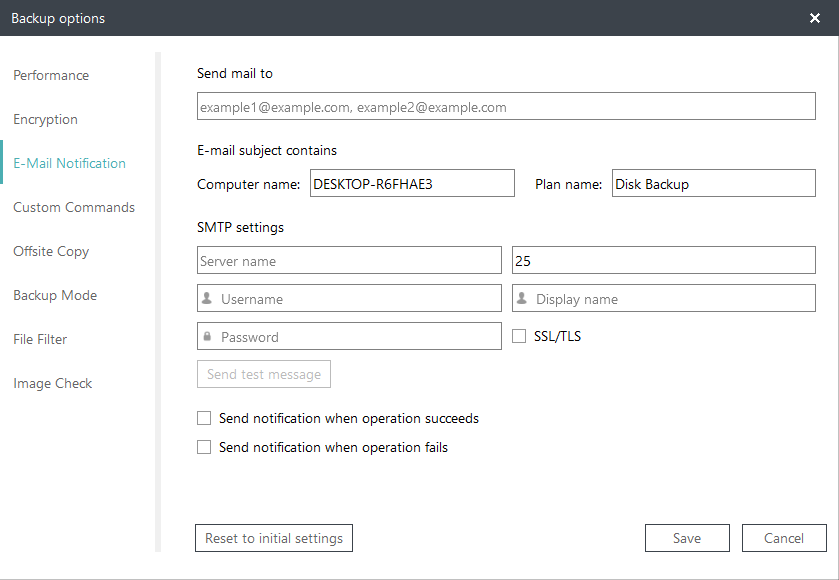 Backup options
Performance
Encryption
E-Mail Notification
Custom Commands
Offsite Copy
Backup Mode
File Filter
Image Check
Send mail to
example1@example.com, example2@example.com
E-mail subject contains
Computer name: DESKTOP-R6FHAE3 Plan name: Disk Backup
SMTP settings
Server name 25
Username Display name
Password SSL/TLS
Send test message
Send notification when operation succeeds
Send notification when operation fails
Reset to initial settings Save Cancel